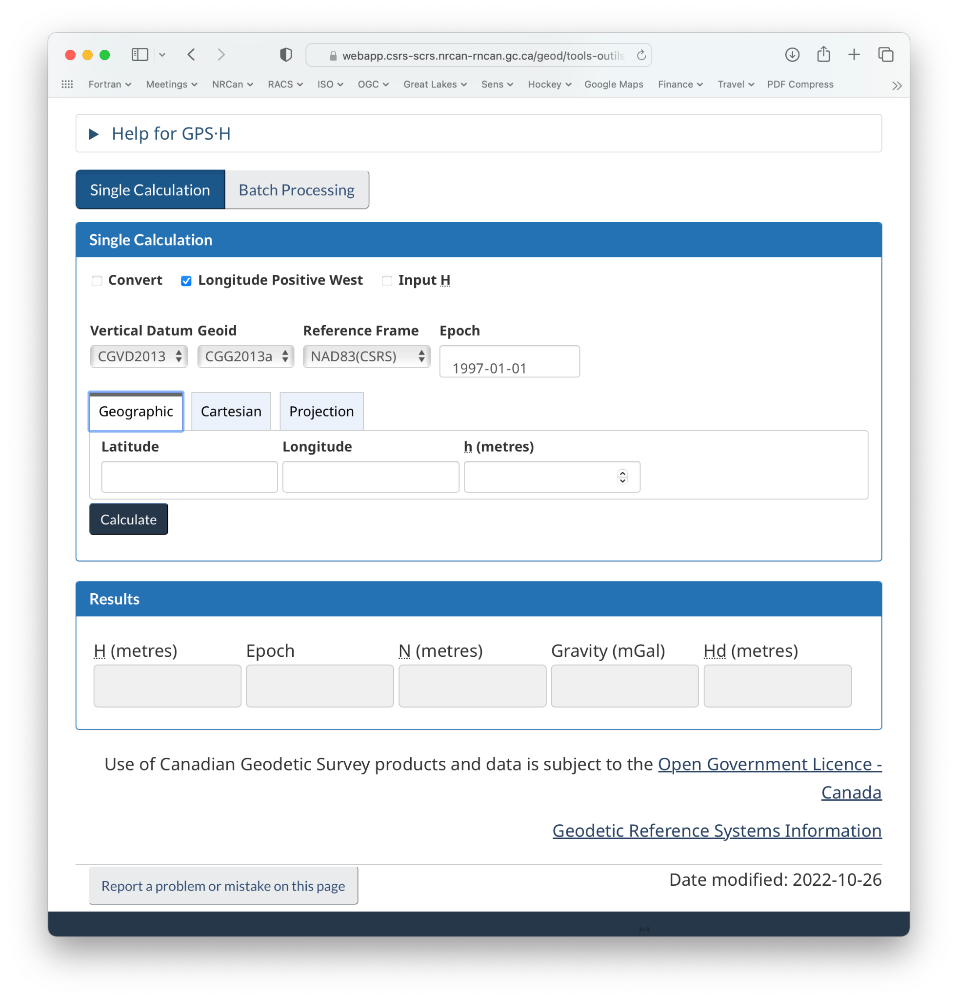 webapp.csrs-scrs.nrcan-rncan.gc.ca/geod/tools-outils
Fortran Meetings NRCan RACS ISO OGC Great Lakes Sens Hockey Google Maps Finance Travel PDF Compress
Help for GPS·H
Single Calculation Batch Processing
Single Calculation
Convert Longitude Positive West Input H
Vertical Datum Geoid Reference Frame Epoch
CGVD2013 CGG2013a NAD83(CSRS) 1997-01-01
Geographic Cartesian Projection
Latitude Longitude h (metres)
Calculate
Results
H (metres) Epoch N (metres) Gravity (mGal) Hd (metres)
Use of Canadian Geodetic Survey products and data is subject to the Open Government Licence -
Canada
Geodetic Reference Systems Information
Report a problem or mistake on this page Date modified: 2022-10-26